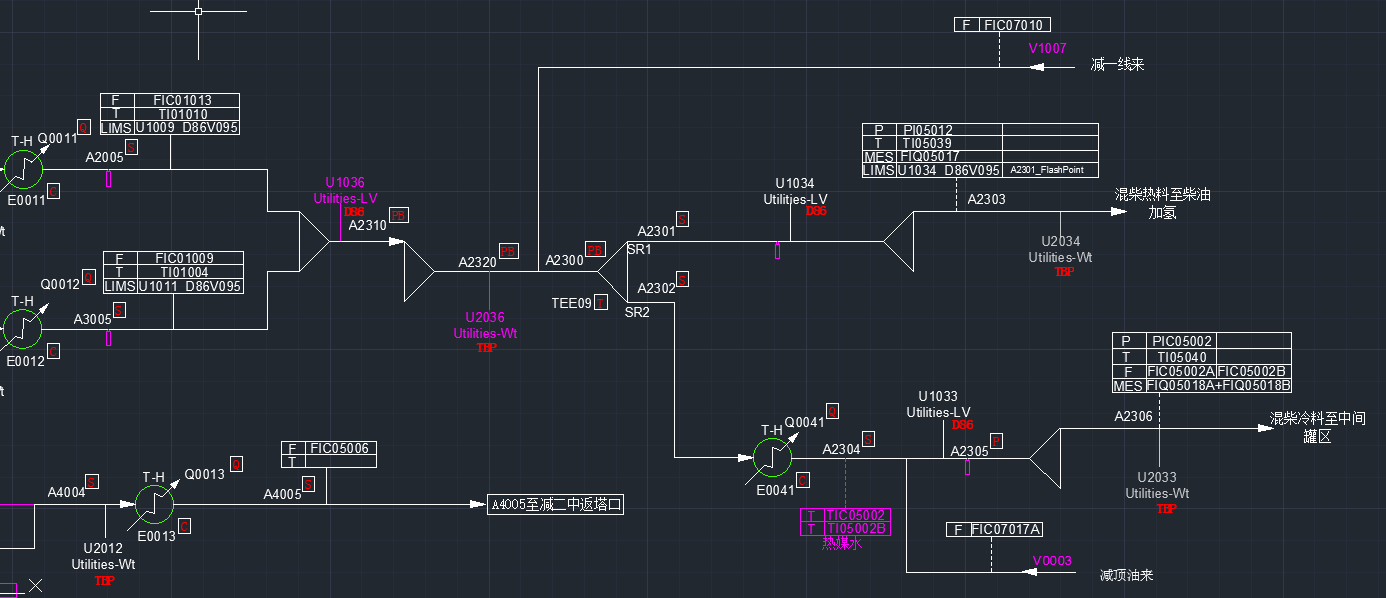 F FIC07010
V1007
减一线来
F FIC01013
T TI01010
LIMS U1009 D86V095
T-H Q0011 Q
A2005 S
E0011 C
P PI05012
T TI05039
MES FIQ05017
LIMS U1034 D86V095 A2301_FlashPoint
U1036
Utilities-LV
D86
A2310 PB
U1034
Utilities-LV
D86
A2303
混柴热料至柴油
加氢
U2034
Utilities-Wt
TBP
A2301 S
SR1
A2320 PB
A2300 PB
A2302 S
TEE09 T
SR2
F FIC01009
T TI01004
LIMS U1011 D86V095
T-H Q0012 Q
A3005 S
E0012 C
U2036
Utilities-Wt
TBP
P PIC05002
T TI05040
F FIC05002A FIC05002B
MES FIQ05018A+FIQ05018B
U1033
Utilities-LV
D86
T-H Q0041 Q
A2304 S
A2305 P
E0041 C
A2306
混柴冷料至中间
罐区
U2033
Utilities-Wt
TBP
F FIC05006
T
A4004 S
T-H Q0013 Q
A4005 S
E0013 C
A4005至减二中返塔口
U2012
Utilities-Wt
TBP
T TIC05002
T TI05002B
热媒水
F FIC07017A
V0003
减顶油来